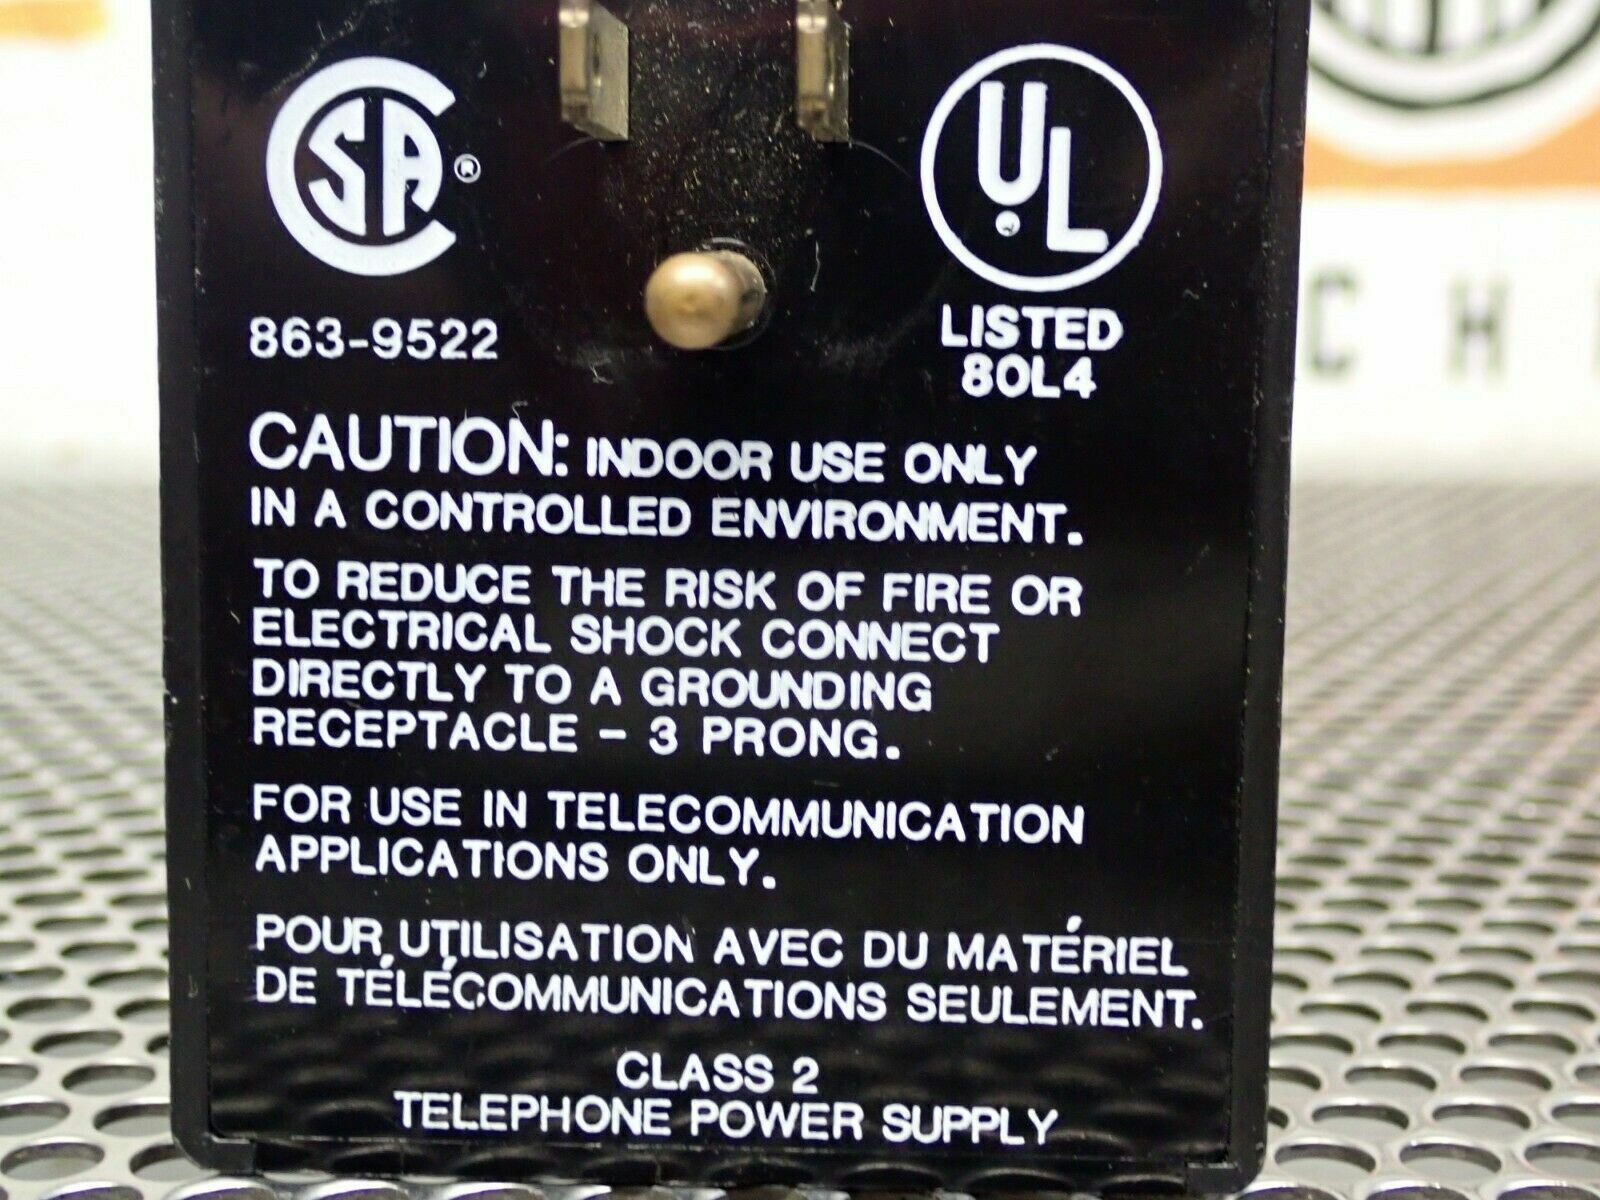 CSA ®
UL
863-9522
LISTED
80L4
CAUTION: INDOOR USE ONLY
IN A CONTROLLED ENVIRONMENT.
TO REDUCE THE RISK OF FIRE OR
ELECTRICAL SHOCK CONNECT
DIRECTLY TO A GROUNDING
RECEPTACLE - 3 PRONG.
FOR USE IN TELECOMMUNICATION
APPLICATIONS ONLY.
POUR UTILISATION AVEC DU MATÉRIEL
DE TÉLÉCOMMUNICATIONS SEULEMENT.
CLASS 2
TELEPHONE POWER SUPPLY
CH